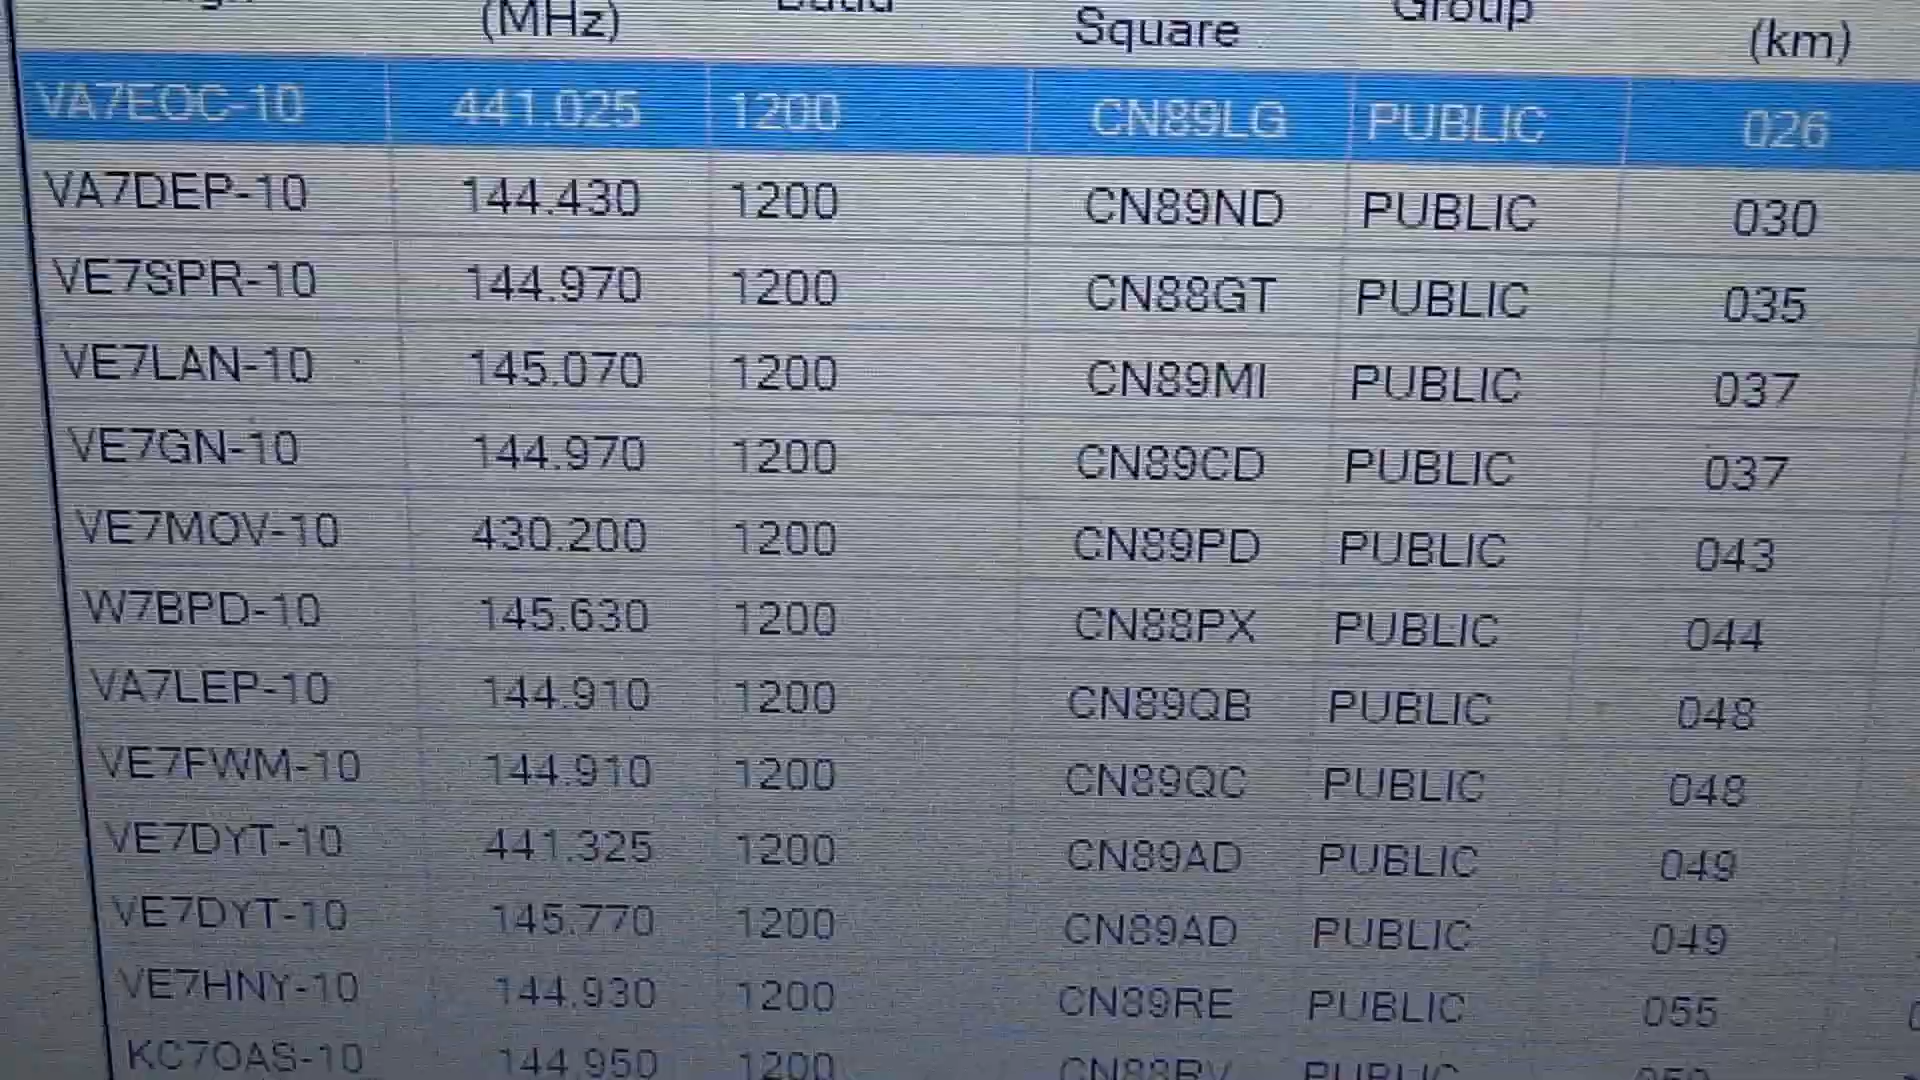 (MHz) Baud Square Group (km)
VA7EOC-10 441.025 1200 CN89LG PUBLIC 026
VA7DEP-10 144.430 1200 CN89ND PUBLIC 030
VE7SPR-10 144.970 1200 CN88GT PUBLIC 035
VE7LAN-10 145.070 1200 CN89MI PUBLIC 037
VE7GN-10 144.970 1200 CN89CD PUBLIC 037
VE7MOV-10 430.200 1200 CN89PD PUBLIC 043
W7BPD-10 145.630 1200 CN88PX PUBLIC 044
VA7LEP-10 144.910 1200 CN89QB PUBLIC 048
VE7FWM-10 144.910 1200 CN89QC PUBLIC 048
VE7DYT-10 441.325 1200 CN89AD PUBLIC 049
VE7DYT-10 145.770 1200 CN89AD PUBLIC 049
VE7HNY-10 144.930 1200 CN89RE PUBLIC 055
KC7OAS-10 144.950 1200 CN88RV PUBLIC